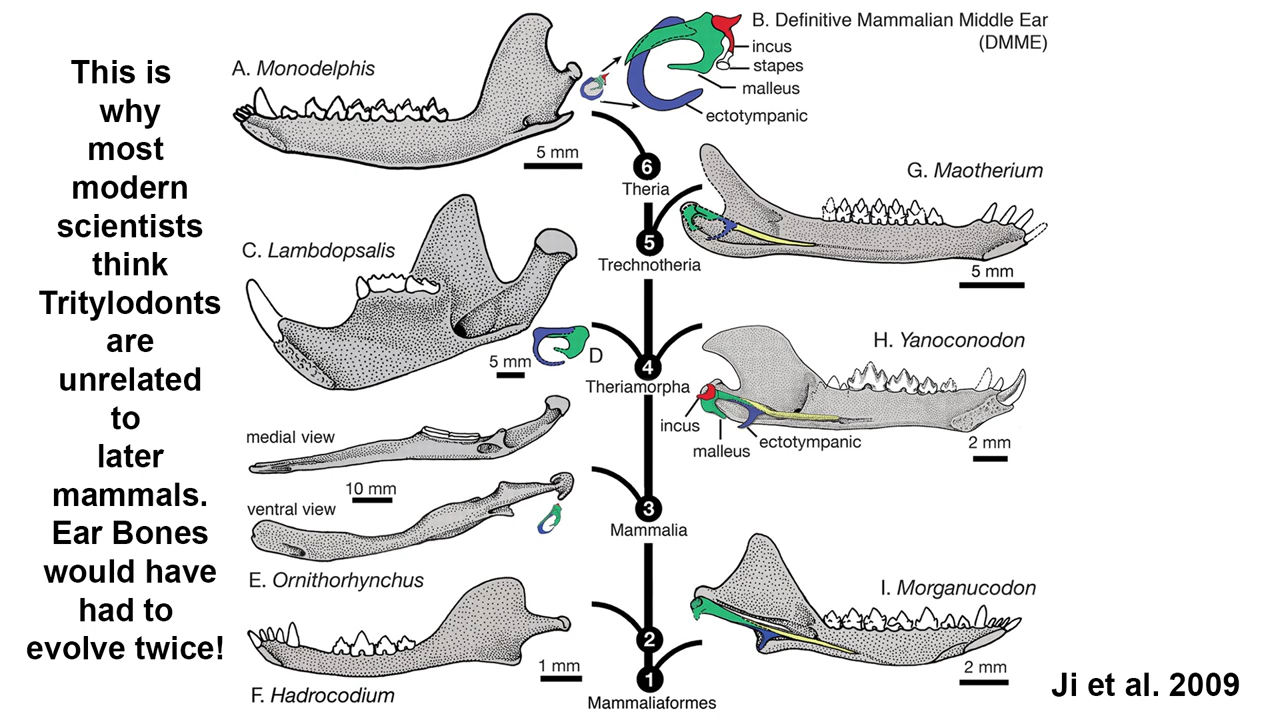 This is
why
most
modern
scientists
think
Tritylodonts
are
unrelated
to
later
mammals.
Ear Bones
would have
had to
evolve twice!
A. Monodelphis
5 mm
B. Definitive Mammalian Middle Ear
(DMME)
incus
stapes
malleus
ectotympanic
6
Theria
G. Maotherium
5 mm
5
Trechnotheria
C. Lambdopsalis
5 mm
D
4
Theriamorpha
H. Yanoconodon
incus
malleus
ectotympanic
2 mm
medial view
10 mm
ventral view
3
Mammalia
E. Ornithorhynchus
I. Morganucodon
2 mm
2
1
Mammaliaformes
1 mm
F. Hadrocodium
Ji et al. 2009